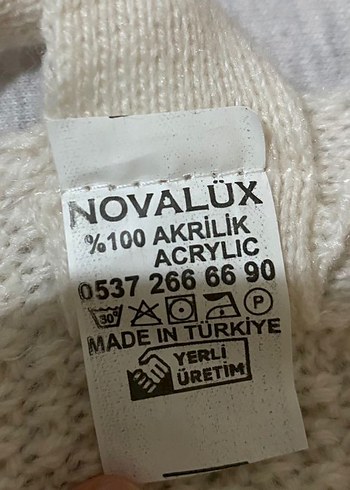 NOVALÜX
%100 AKRİLİK
ACRYLIC
0537 266 66 90
30°
P
MADE IN TÜRKİYE
YERLİ
ÜRETİM